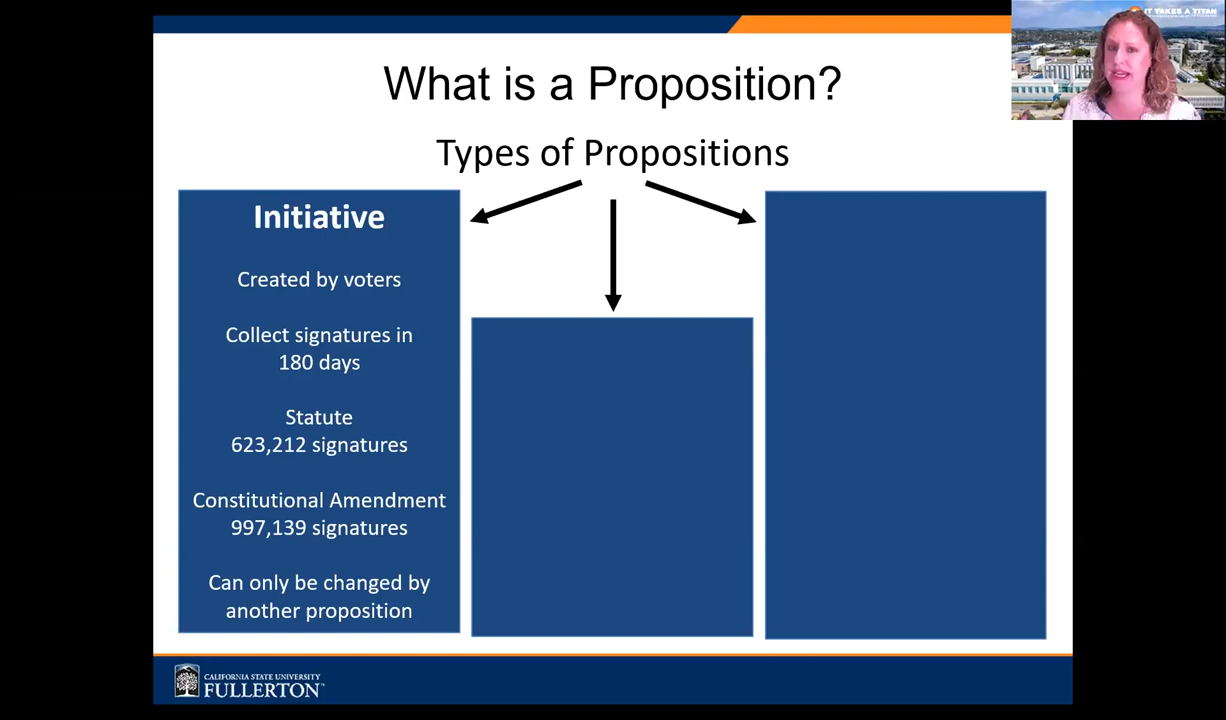 IT TAKES A TITAN
What is a Proposition?
Types of Propositions
Initiative
Created by voters
Collect signatures in
180 days
Statute
623,212 signatures
Constitutional Amendment
997,139 signatures
Can only be changed by
another proposition
CALIFORNIA STATE UNIVERSITY
FULLERTON™